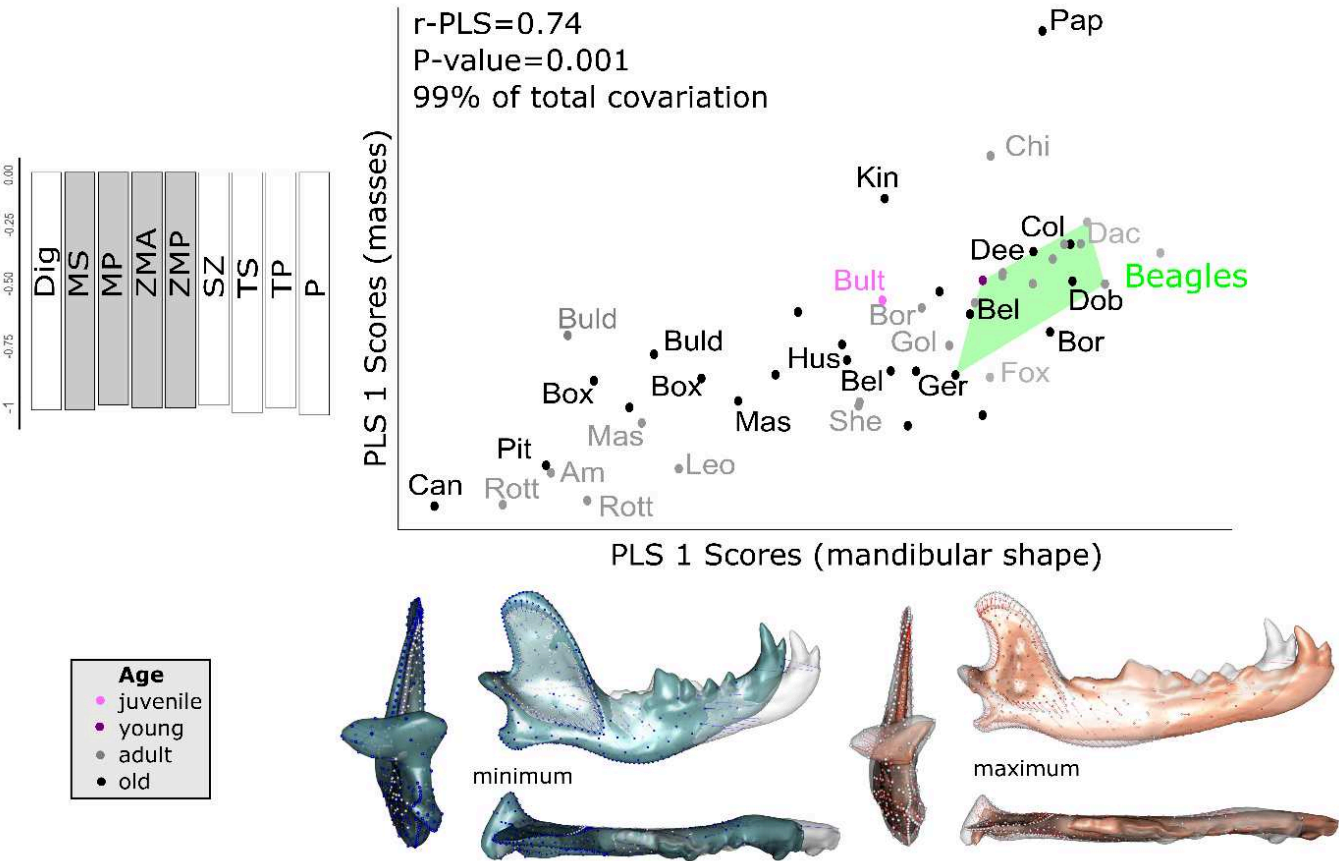 r-PLS=0.74
P-value=0.001
99% of total covariation
PLS 1 Scores (masses)
0.00
-0.25
-0.50
-0.75
-1
Dig
MS
MP
ZMA
ZMP
SZ
TS
TP
P
Pap
Chi
Kin
Col
Dac
Dee
Beagles
Bult
Dob
Bel
Buld
Bor
Buld
Gol
Bor
Hus
Box
Box
Bel
Ger
Fox
Mas
Mas
She
Pit
Am
Leo
Can
Rott
Rott
PLS 1 Scores (mandibular shape)
minimum
maximum
Age
juvenile
young
adult
old